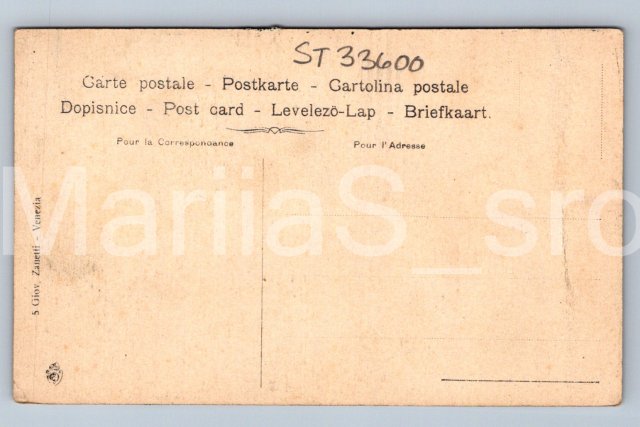 ST 33600
Carte postale - Postkarte - Cartolina postale
Dopisnice - Post card - Levelezõ-Lap - Briefkaart.
Pour la Correspondance
Pour l'Adresse
5 Giov. Zanetti - Venezia
MariiaS_sro